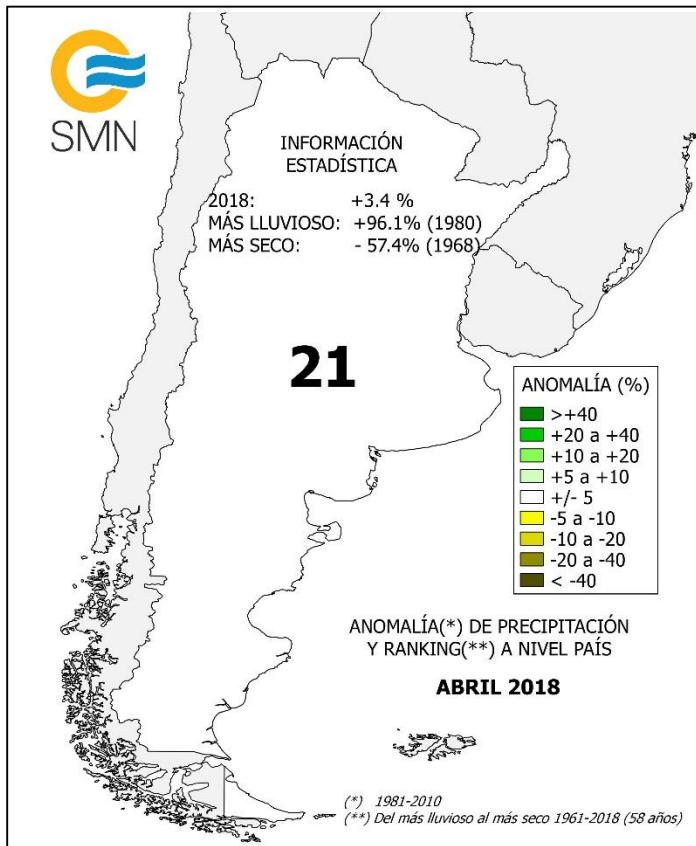 SMN
INFORMACIÓN
ESTADÍSTICA
2018: +3.4 %
MÁS LLUVIOSO: +96.1% (1980)
MÁS SECO: - 57.4% (1968)
21
ANOMALÍA (%)
>+40
+20 a +40
+10 a +20
+5 a +10
+/- 5
-5 a -10
-10 a -20
-20 a -40
< -40
ANOMALÍA(*) DE PRECIPITACIÓN
Y RANKING(**) A NIVEL PAÍS
ABRIL 2018
(*) 1981-2010
(**) Del más lluvioso al más seco 1961-2018 (58 años)